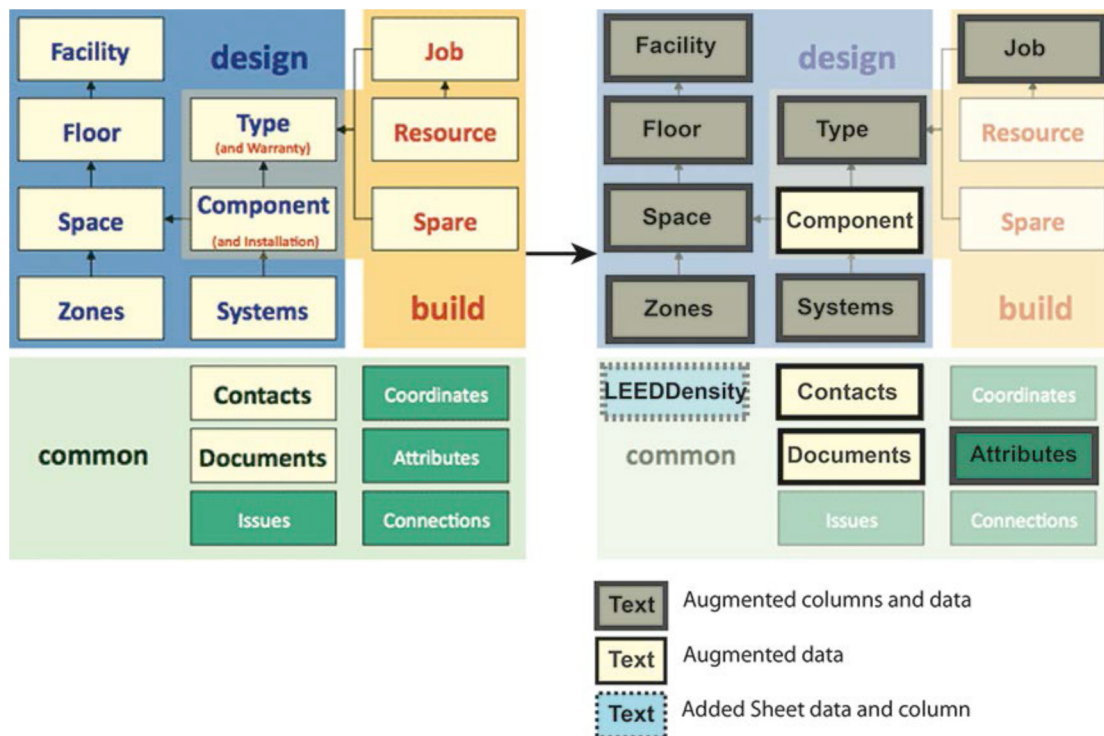 Facility
design
Job
Floor
Type
(and Warranty)
Resource
Space
Component
(and Installation)
Spare
Zones
Systems
build
Contacts
Coordinates
common
Documents
Attributes
Issues
Connections
Facility
design
Job
Floor
Type
Resource
Space
Component
Spare
Zones
Systems
build
LEEDDensity
Contacts
Coordinates
common
Documents
Attributes
Issues
Connections
Text Augmented columns and data
Text Augmented data
Text Added Sheet data and column